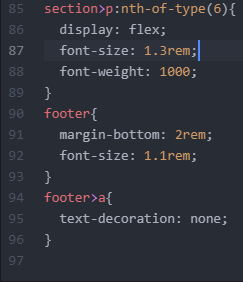 85 section>p:nth-of-type(6){
86 display: flex;
87 font-size: 1.3rem;
88 font-weight: 1000;
89 }
90 footer{
91 margin-bottom: 2rem;
92 font-size: 1.1rem;
93 }
94 footer>a{
95 text-decoration: none;
96 }
97